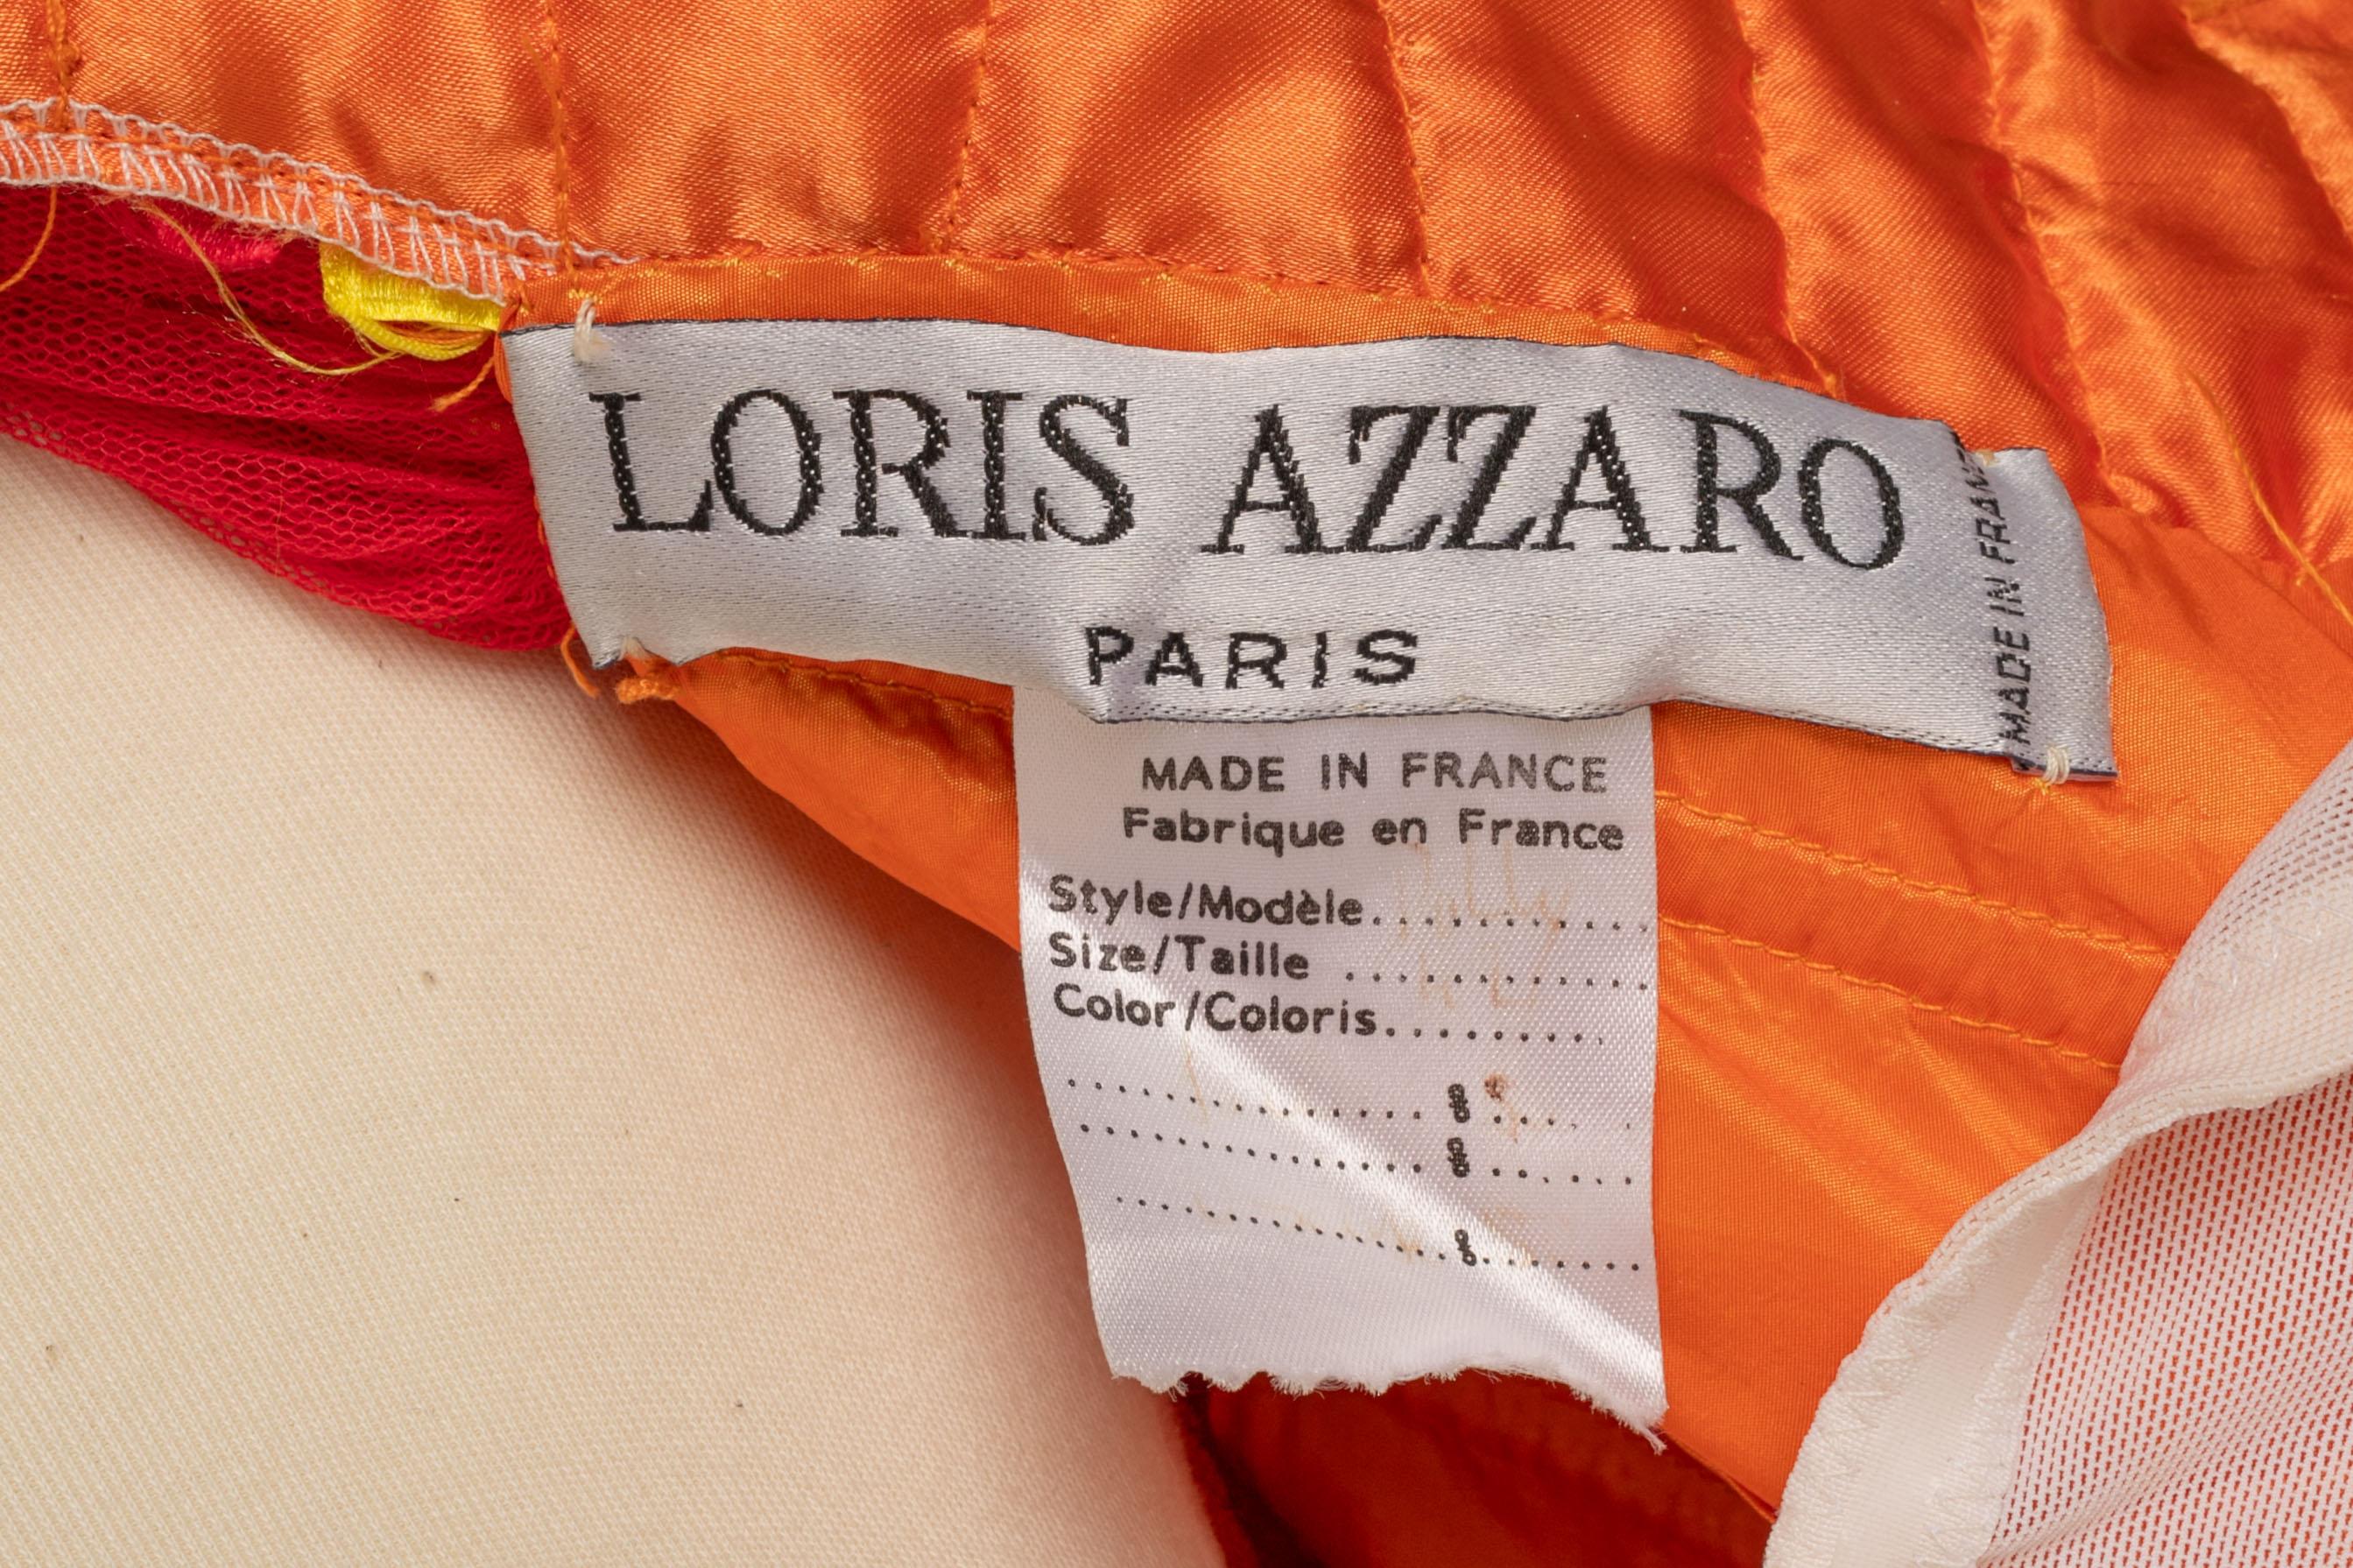 LORIS AZZARO
PARIS
MADE IN FRANCE
MADE IN FRANCE
Fabrique en France
Style/Modèle..........
Size/Taille ............
Color/Coloris........